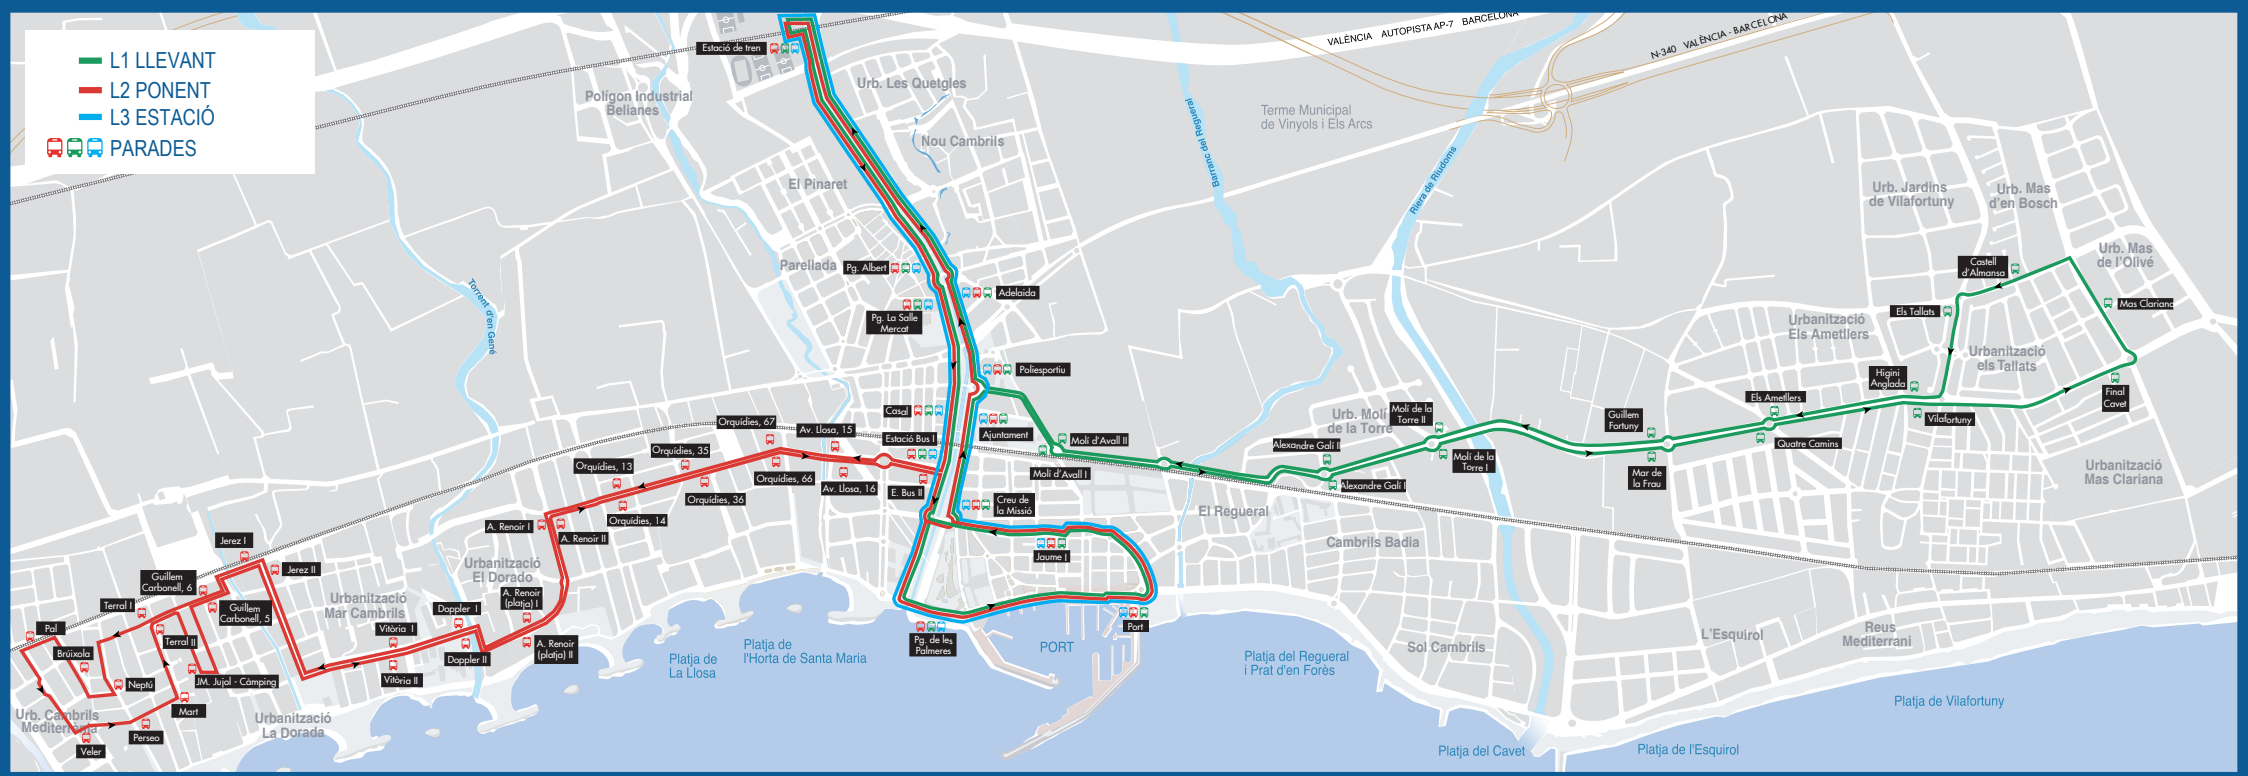 L1 LLEVANT
L2 PONENT
L3 ESTACIÓ
PARADES
Estació de tren
VALÈNCIA AUTOPISTA AP-7 BARCELONA
N-340 VALÈNCIA - BARCELONA
Polígon Industrial
Belianes
Urb. Les Quetgles
Nou Cambrils
El Pinaret
Parellada
Terme Municipal
de Vinyols i Els Arcs
Barranc del Regueral
Riera de Riudoms
Torrent d'en Gené
Urb. Jardins
de Vilafortuny
Urb. Mas
d'en Bosch
Urb. Mas
de l'Olivé
Castell
d'Almansa
Mas Clariana
Els Tallats
Urbanització
Els Ametllers
Urbanització
els Tallats
Higini
Anglada
Final
Cavet
Vilafortuny
Els Ametllers
Quatre Camins
Guillem
Fortuny
Mar de
la Frau
Urbanització
Mas Clariana
Pg. Albert
Adelaida
Pg. La Salle
Mercat
Poliesportiu
Casal
Ajuntament
Estació Bus I
E. Bus II
Molí d'Avall II
Molí d'Avall I
Urb. Molí
de la Torre
Molí de la
Torre II
Molí de la
Torre I
Alexandre Galí II
Alexandre Galí I
Creu de
la Missió
Jaume I
Port
Pg. de les
Palmeres
El Regueral
Cambrils Badia
Orquídies, 67
Av. Llosa, 15
Orquídies, 35
Orquídies, 13
Orquídies, 66
Av. Llosa, 16
Orquídies, 36
Orquídies, 14
A. Renoir I
A. Renoir II
Urbanització
El Dorado
A. Renoir
(platja) I
A. Renoir
(platja) II
Jerez I
Jerez II
Guillem
Carbonell, 6
Guillem
Carbonell, 5
Urbanització
Mar Cambrils
Doppler I
Doppler II
Vitòria I
Vitòria II
Terral I
Terral II
Pal
Brúixola
Neptú
JM. Jujol - Càmping
Mart
Perseo
Veler
Urb. Cambrils
Mediterrània
Urbanització
La Dorada
Platja de
La Llosa
Platja de
l'Horta de Santa Maria
PORT
Platja del Regueral
i Prat d'en Forès
Sol Cambrils
L'Esquirol
Reus
Mediterrani
Platja del Cavet
Platja de l'Esquirol
Platja de Vilafortuny